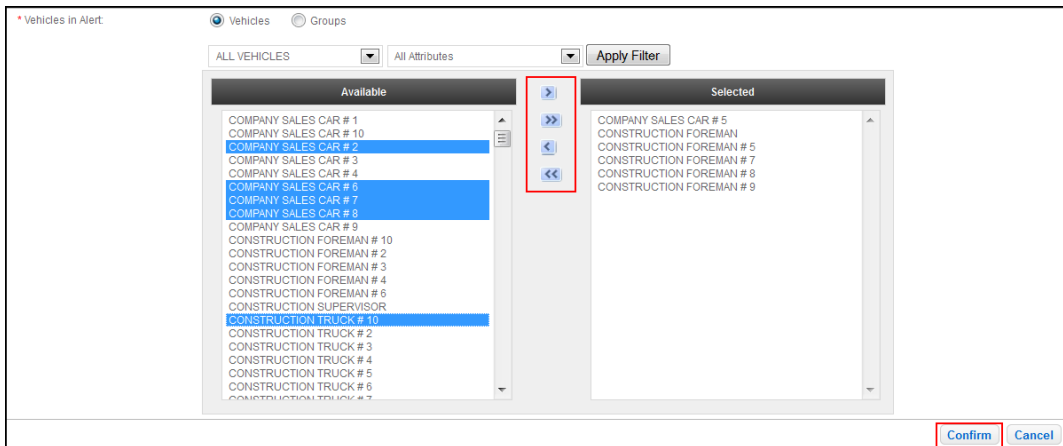 * Vehicles in Alert: Vehicles Groups
ALL VEHICLES All Attributes Apply Filter
Available
COMPANY SALES CAR # 1
COMPANY SALES CAR # 10
COMPANY SALES CAR # 2
COMPANY SALES CAR # 3
COMPANY SALES CAR # 4
COMPANY SALES CAR # 6
COMPANY SALES CAR # 7
COMPANY SALES CAR # 8
COMPANY SALES CAR # 9
CONSTRUCTION FOREMAN # 10
CONSTRUCTION FOREMAN # 2
CONSTRUCTION FOREMAN # 3
CONSTRUCTION FOREMAN # 4
CONSTRUCTION FOREMAN # 6
CONSTRUCTION SUPERVISOR
CONSTRUCTION TRUCK # 10
CONSTRUCTION TRUCK # 2
CONSTRUCTION TRUCK # 3
CONSTRUCTION TRUCK # 4
CONSTRUCTION TRUCK # 5
CONSTRUCTION TRUCK # 6
CONSTRUCTION TRUCK # 7
>
>>
<
<<
Selected
COMPANY SALES CAR # 5
CONSTRUCTION FOREMAN
CONSTRUCTION FOREMAN # 5
CONSTRUCTION FOREMAN # 7
CONSTRUCTION FOREMAN # 8
CONSTRUCTION FOREMAN # 9
Confirm Cancel